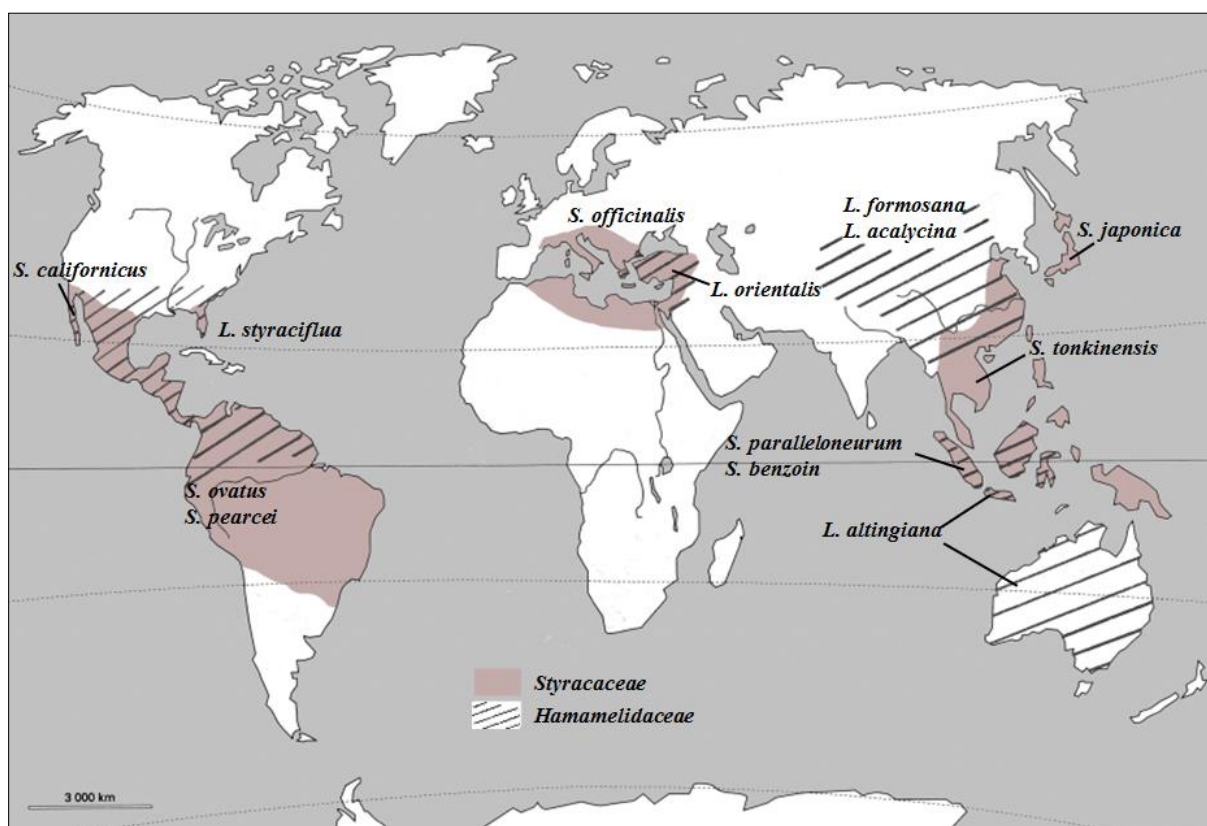 L. formosana
L. acalycina
S. officinalis
S. japonica
S. californicus
L. orientalis
L. styraciflua
S. tonkinensis
S. paralleloneurum
S. benzoin
S. ovatus
S. pearcei
L. altingiana
Styracaceae
Hamamelidaceae
3 000 km